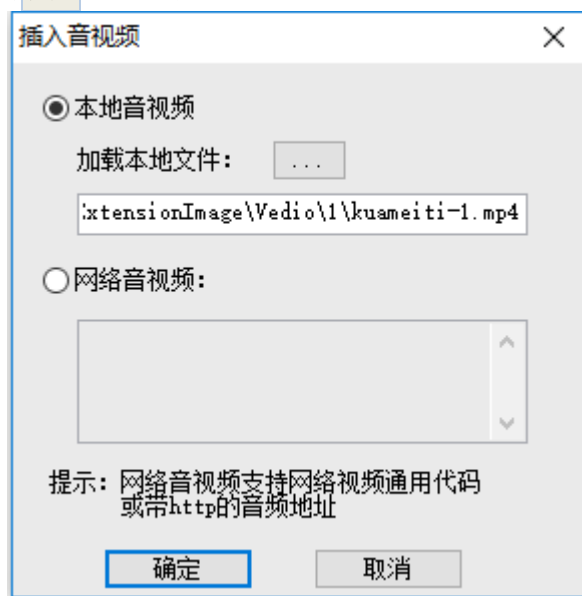 插入音视频
本地音视频
加载本地文件：
...
xtensionImage\Vedio\1\kuameiti-1.mp4
网络音视频：
提示：网络音视频支持网络视频通用代码
或带http的音频地址
确定
取消